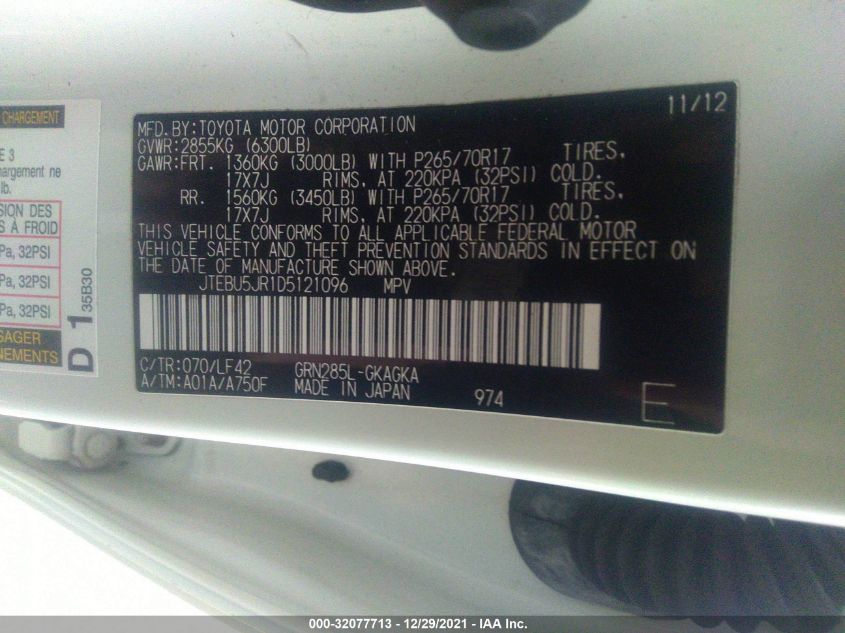 11/12
MFD. BY: TOYOTA MOTOR CORPORATION
GVWR: 2855KG (6300LB)
GAWR: FRT. 1360KG (3000LB) WITH P265/70R17 TIRES,
17X7J RIMS, AT 220KPA (32PSI) COLD.
RR. 1560KG (3450LB) WITH P265/70R17 TIRES,
17X7J RIMS, AT 220KPA (32PSI) COLD.
THIS VEHICLE CONFORMS TO ALL APPLICABLE FEDERAL MOTOR
VEHICLE SAFETY AND THEFT PREVENTION STANDARDS IN EFFECT ON
THE DATE OF MANUFACTURE SHOWN ABOVE.
JTEBU5JR1D5121096 MPV
C/TR: 070/LF42 GRN285L-GKAGKA
A/TM: A01A/A750F MADE IN JAPAN 974
E
CHARGEMENT
E 3
hargement ne
lb.
SION DES
S À FROID
Pa, 32PSI
Pa, 32PSI
Pa, 32PSI
SAGER
NEMENTS
D 1 35B30
000-32077713 - 12/29/2021 - IAA Inc.